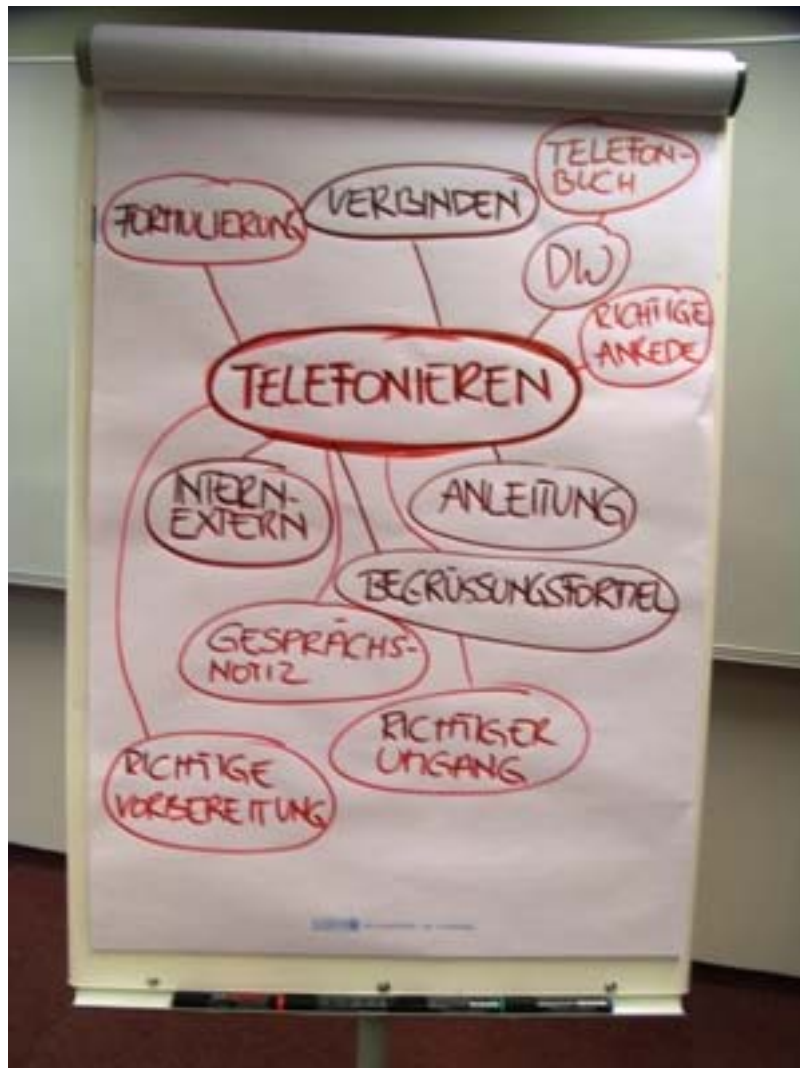 TELEFON-
BUCH
FORMULIERUNG
VERBINDEN
DW
RICHTIGE
ANREDE
TELEFONIEREN
INTERN-
EXTERN
ANLEITUNG
BEGRÜSSUNGSFORMEL
GESPRÄCHS-
NOTIZ
RICHTIGER
UMGANG
RICHTIGE
VORBEREITUNG